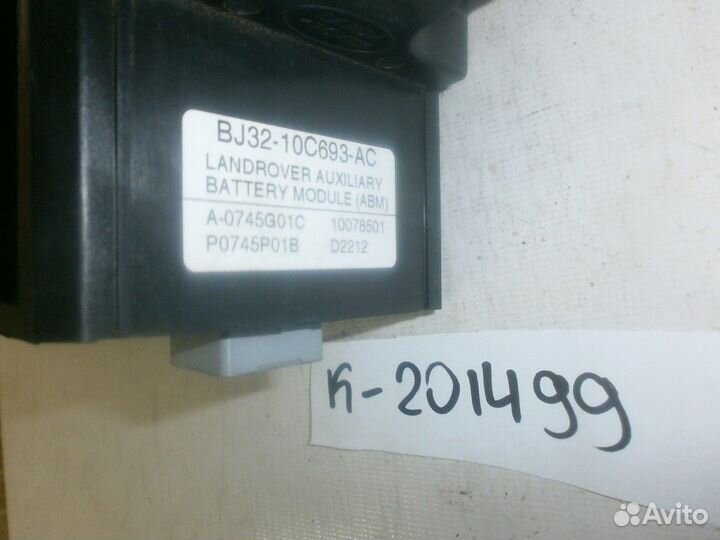 BJ32-10C693-AC
LANDROVER AUXILIARY
BATTERY MODULE (ABM)
A-0745G01C 10078501
P0745P01B D2212
К-201499
Avito